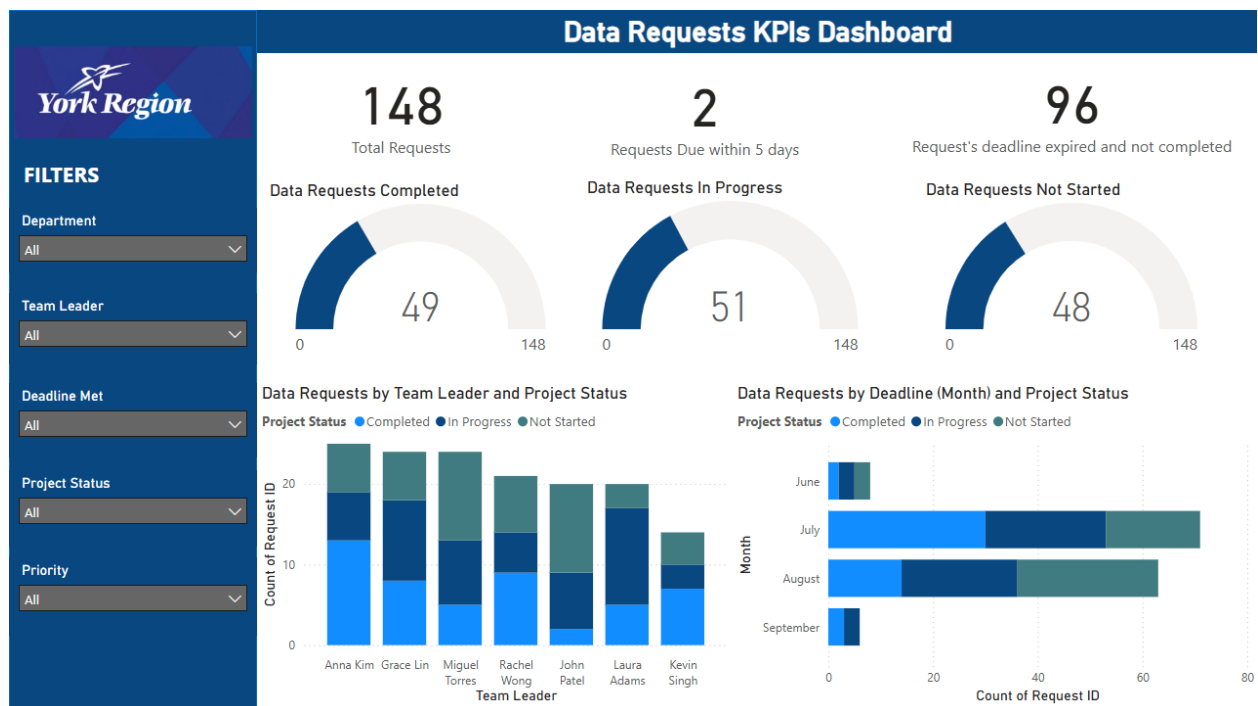 Data Requests KPIs Dashboard
York Region
FILTERS
Department
All
Team Leader
All
Deadline Met
All
Project Status
All
Priority
All
148
Total Requests
2
Requests Due within 5 days
96
Request's deadline expired and not completed
Data Requests Completed
49
0
148
Data Requests In Progress
51
0
148
Data Requests Not Started
48
0
148
Data Requests by Team Leader and Project Status
Project Status Completed In Progress Not Started
Count of Request ID
20
10
0
Anna Kim
Grace Lin
Miguel
Torres
Rachel
Wong
John
Patel
Laura
Adams
Kevin
Singh
Team Leader
Data Requests by Deadline (Month) and Project Status
Project Status Completed In Progress Not Started
Month
June
July
August
September
0 20 40 60 80
Count of Request ID